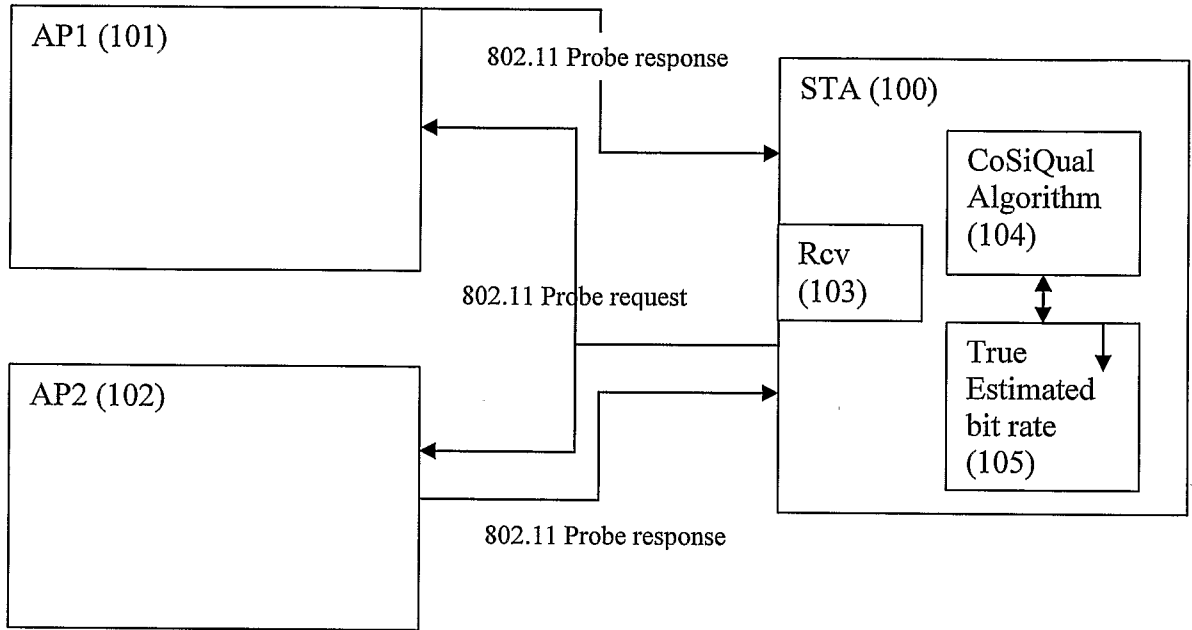 AP1 (101)
802.11 Probe response
STA (100)
CoSiQual
Algorithm
(104)
Rcv
(103)
802.11 Probe request
True
Estimated
bit rate
(105)
AP2 (102)
802.11 Probe response